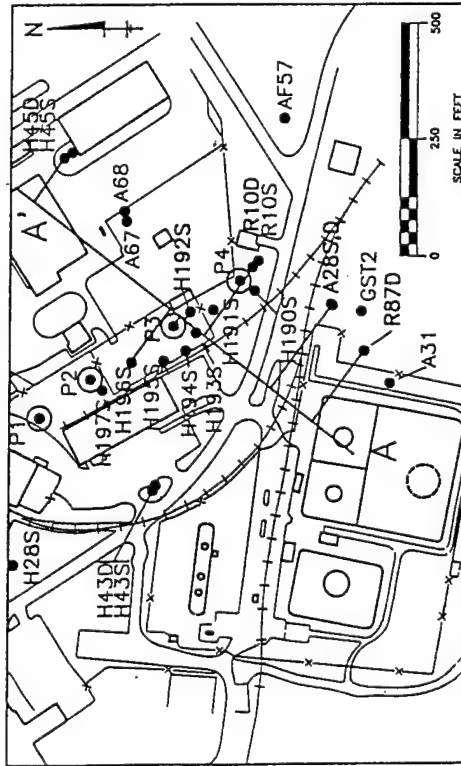 H28S
P1
P2
H45D
H45S
A'
N
H197
H196S
H195S
H194S
H193S
P3
H192S
A67
A68
H43D
H43S
H191S
P4
R10D
R10S
H190S
AF57
A28S,D
GST2
R87D
A31
A
0 250 500
SCALE IN FEET